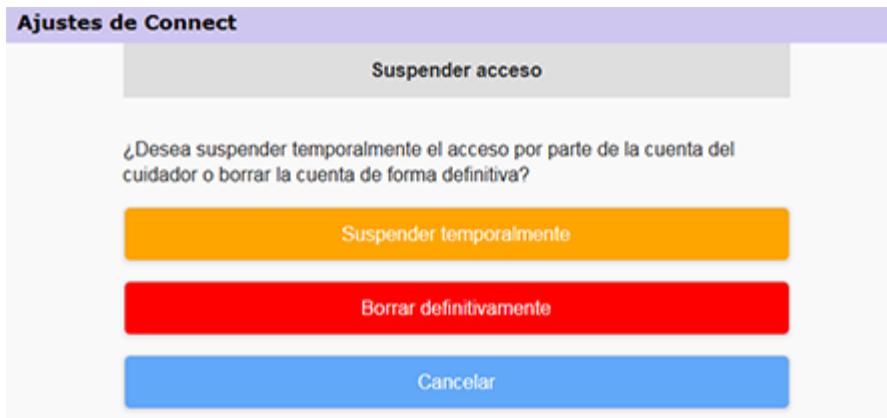 Ajustes de Connect
Suspender acceso
¿Desea suspender temporalmente el acceso por parte de la cuenta del
cuidador o borrar la cuenta de forma definitiva?
Suspender temporalmente
Borrar definitivamente
Cancelar